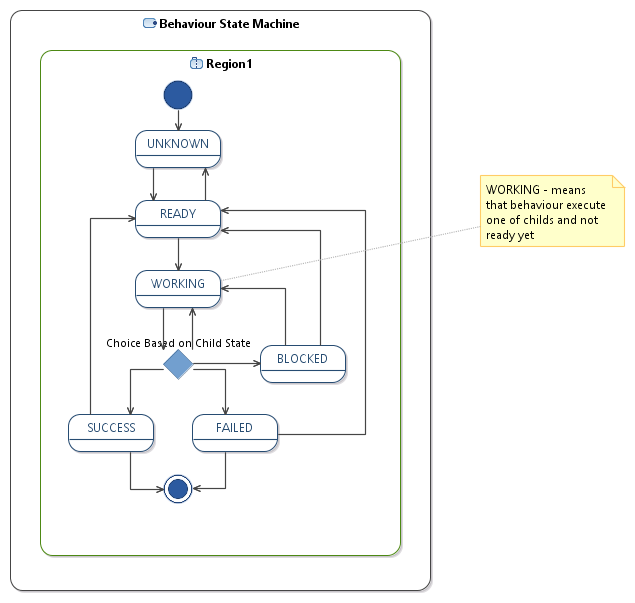 Behaviour State Machine
Region1
UNKNOWN
READY
WORKING - means
that behaviour execute
one of childs and not
ready yet
WORKING
Choice Based on Child State
BLOCKED
SUCCESS
FAILED